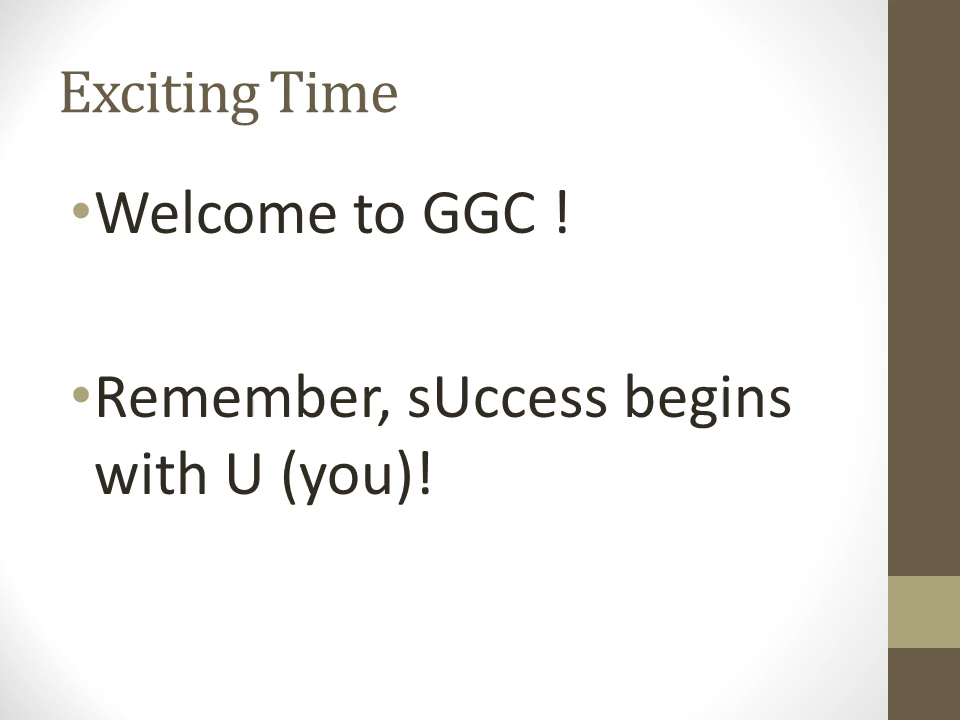 Exciting Time
•Welcome to GGC !
•Remember, sUccess begins
with U (you)!